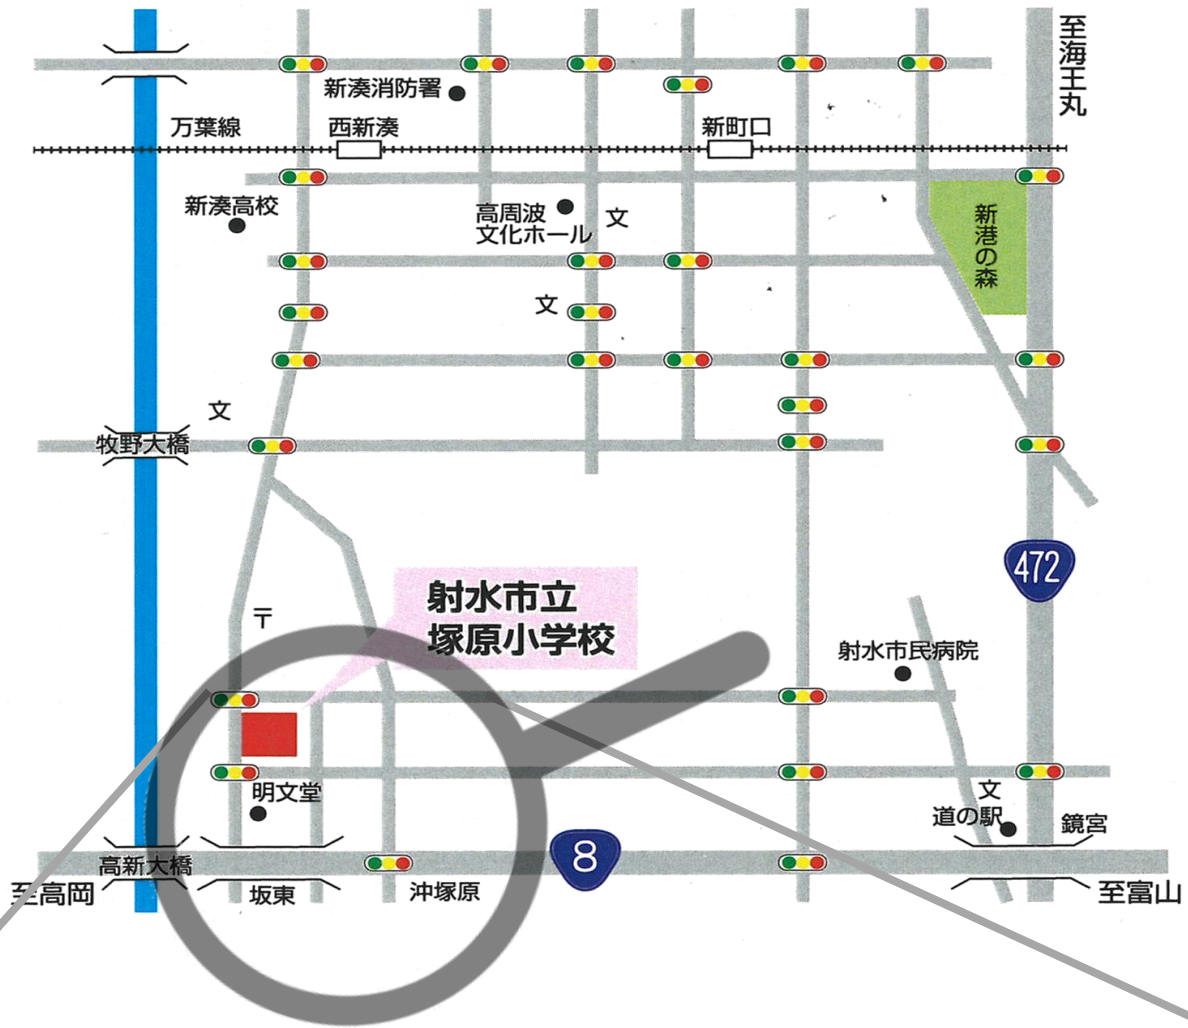 至海王丸
新湊消防署
万葉線
西新湊
新町口
新湊高校
高周波
文化ホール
文
新港の森
文
文
牧野大橋
472
射水市立
塚原小学校
〒
射水市民病院
明文堂
文
道の駅
鏡宮
高新大橋
8
至高岡
坂東
沖塚原
至富山